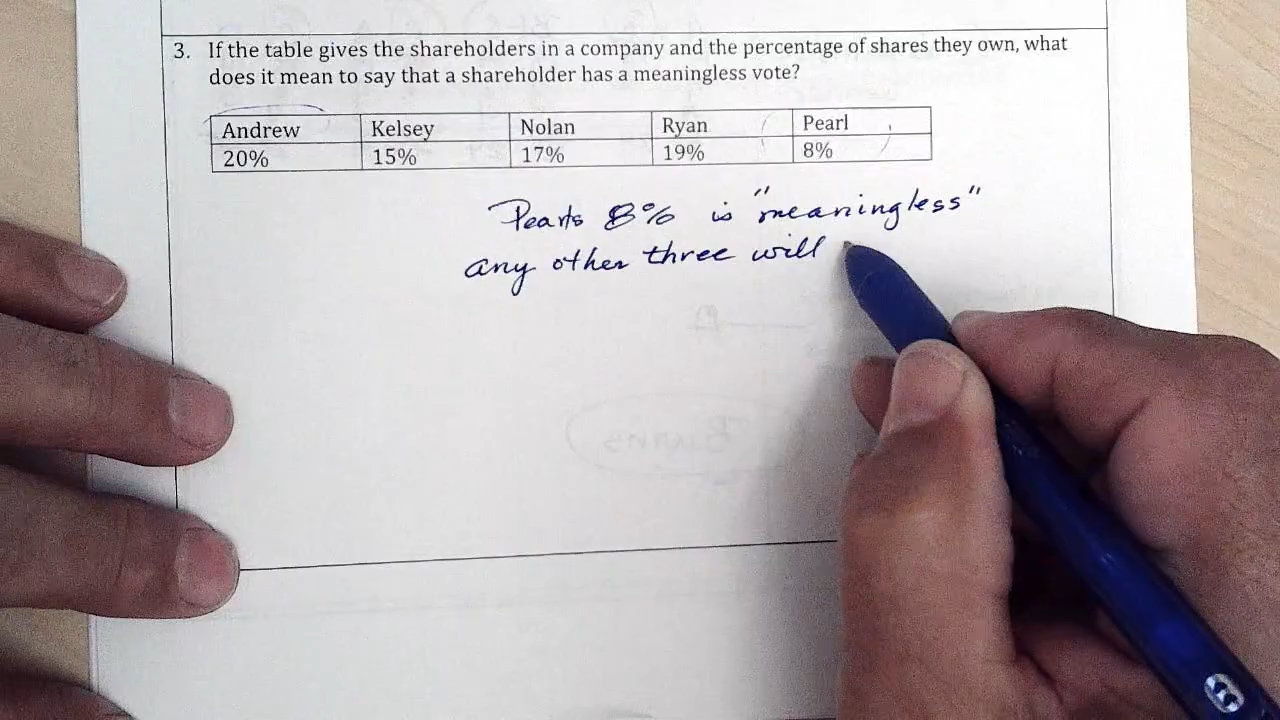 3. If the table gives the shareholders in a company and the percentage of shares they own, what
does it mean to say that a shareholder has a meaningless vote?
Andrew Kelsey Nolan Ryan Pearl
20% 15% 17% 19% 8%
Pearls 8% is "meaningless"
any other three will